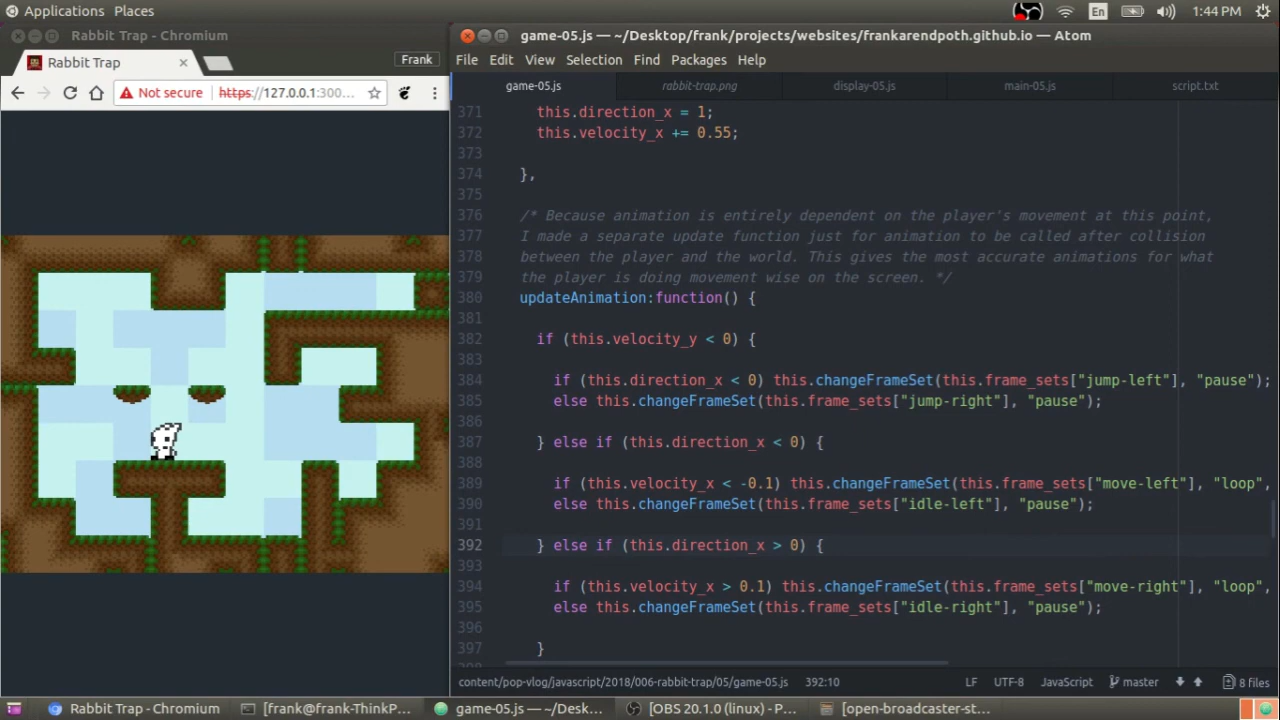 Applications Places
En
1:44 PM
Rabbit Trap - Chromium
Rabbit Trap
Frank
Not secure https://127.0.0.1:300...
game-05.js — ~/Desktop/frank/projects/websites/frankarendpoth.github.io — Atom
File Edit View Selection Find Packages Help
game-05.js rabbit-trap.png display-05.js main-05.js script.txt
371 this.direction_x = 1;
372 this.velocity_x += 0.55;
373
374 },
375
376 /* Because animation is entirely dependent on the player's movement at this point,
377 I made a separate update function just for animation to be called after collision
378 between the player and the world. This gives the most accurate animations for what
379 the player is doing movement wise on the screen. */
380 updateAnimation:function() {
381
382 if (this.velocity_y < 0) {
383
384 if (this.direction_x < 0) this.changeFrameSet(this.frame_sets["jump-left"], "pause");
385 else this.changeFrameSet(this.frame_sets["jump-right"], "pause");
386
387 } else if (this.direction_x < 0) {
388
389 if (this.velocity_x < -0.1) this.changeFrameSet(this.frame_sets["move-left"], "loop",
390 else this.changeFrameSet(this.frame_sets["idle-left"], "pause");
391
392 } else if (this.direction_x > 0) {
393
394 if (this.velocity_x > 0.1) this.changeFrameSet(this.frame_sets["move-right"], "loop",
395 else this.changeFrameSet(this.frame_sets["idle-right"], "pause");
396
397 }
content/pop-vlog/javascript/2018/006-rabbit-trap/05/game-05.js 392:10 LF UTF-8 JavaScript master 8 files
Rabbit Trap - Chromium [frank@frank-ThinkP... game-05.js — ~/Desk... [OBS 20.1.0 (linux) - P... [open-broadcaster-st...